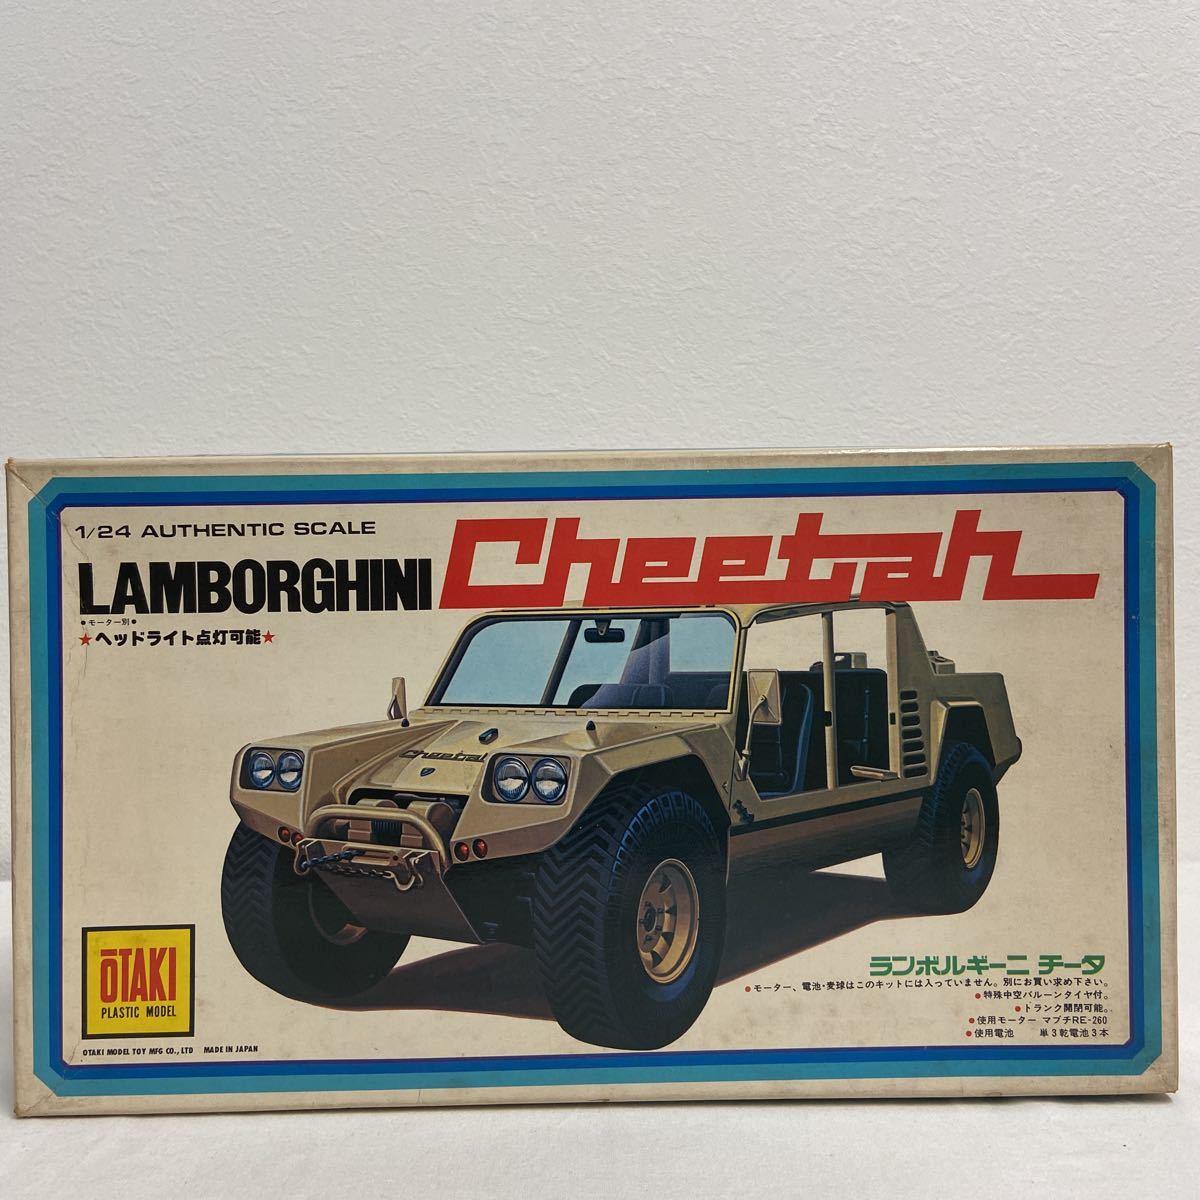 1/24 AUTHENTIC SCALE
LAMBORGHINI Cheetah
●モーター別●
★ヘッドライト点灯可能★
Cheetah
ŌTAKI
PLASTIC MODEL
OTAKI MODEL TOY MFG CO., LTD MADE IN JAPAN
ランボルギーニ チータ
●モーター、電池・麦球はこのキットには入っていません。別にお買い求め下さい。
●特殊中空バルーンタイヤ付。
●トランク開閉可能。
●使用モーター マブチRE-260
●使用電池 単3乾電池3本